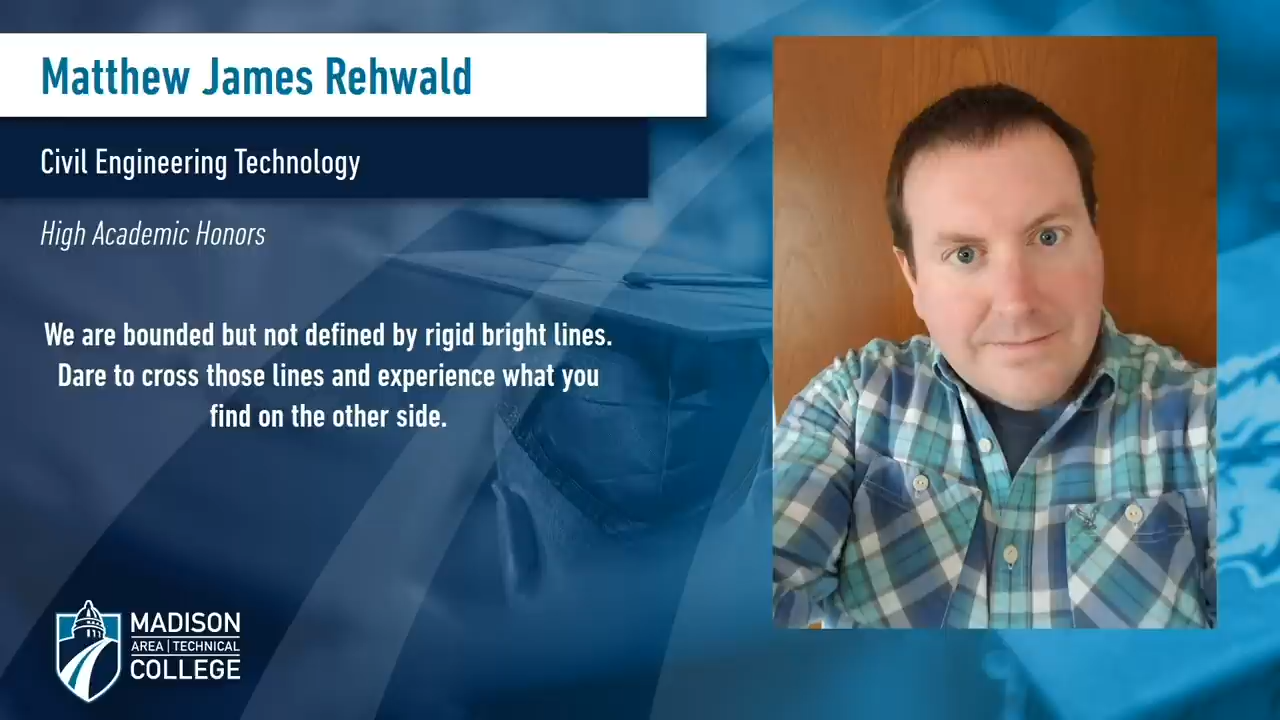 Matthew James Rehwald
Civil Engineering Technology
High Academic Honors
We are bounded but not defined by rigid bright lines.
Dare to cross those lines and experience what you
find on the other side.
MADISON
AREA | TECHNICAL
COLLEGE